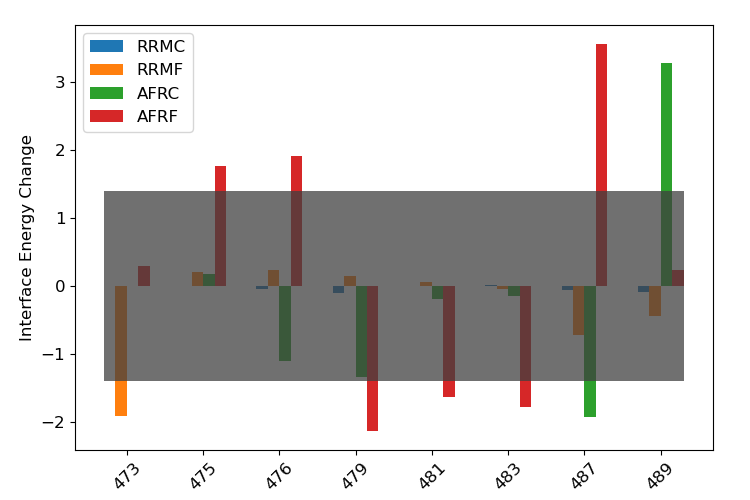 RRMC
RRMF
AFRC
AFRF
Interface Energy Change
3
2
1
0
−1
−2
473
475
476
479
481
483
487
489